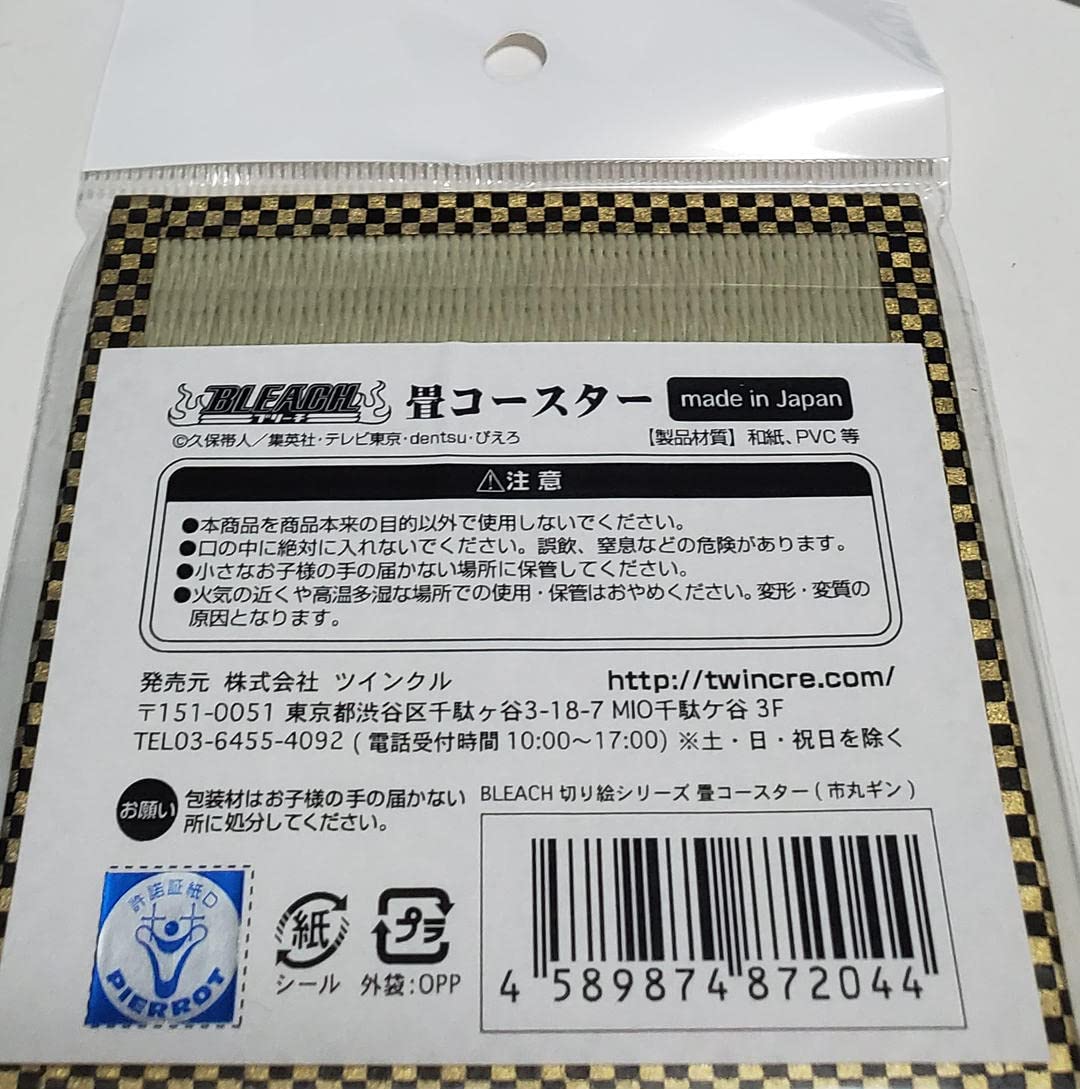 BLEACH
ブリーチ
畳コースター
made in Japan
©久保帯人／集英社・テレビ東京・dentsu・ぴえろ
【製品材質】和紙、PVC 等
⚠注意
●本商品を商品本来の目的以外で使用しないでください。
●口の中に絶対に入れないでください。誤飲、窒息などの危険があります。
●小さなお子様の手の届かない場所に保管してください。
●火気の近くや高温多湿な場所での使用・保管はおやめください。変形・変質の
原因となります。
発売元 株式会社 ツインクル
http://twincre.com/
〒151-0051 東京都渋谷区千駄ヶ谷3-18-7 MIO千駄ケ谷 3F
TEL03-6455-4092 ( 電話受付時間 10:00～17:00) ※土・日・祝日を除く
お願い
包装材はお子様の手の届かない
所に処分してください。
BLEACH 切り絵シリーズ 畳コースター ( 市丸ギン )
許諾証紙
PIERROT
紙
シール
プラ
外袋:OPP
4 589874 872044